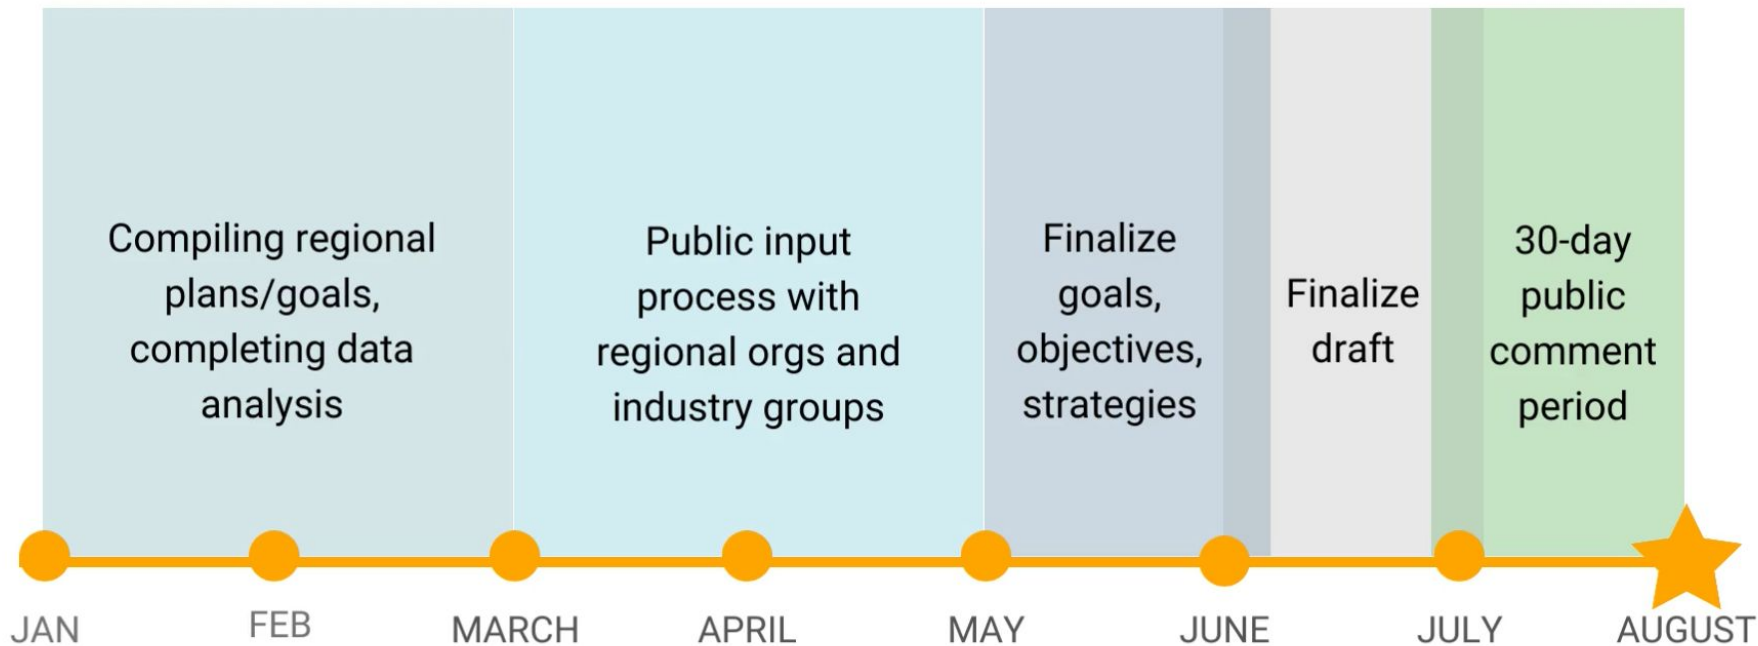 Compiling regional
plans/goals,
completing data
analysis
Public input
process with
regional orgs and
industry groups
Finalize
goals,
objectives,
strategies
Finalize
draft
30-day
public
comment
period
JAN
FEB
MARCH
APRIL
MAY
JUNE
JULY
AUGUST